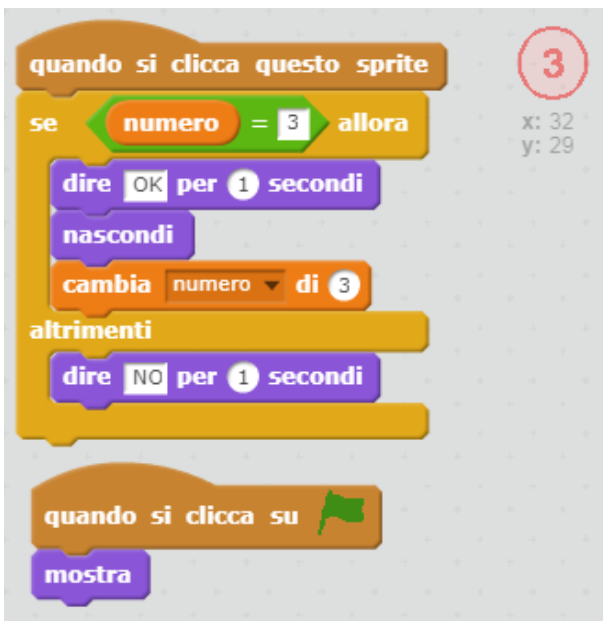 quando si clicca questo sprite
3
se numero = 3 allora
x: 32
y: 29
dire OK per 1 secondi
nascondi
cambia numero di 3
altrimenti
dire NO per 1 secondi
quando si clicca su
mostra